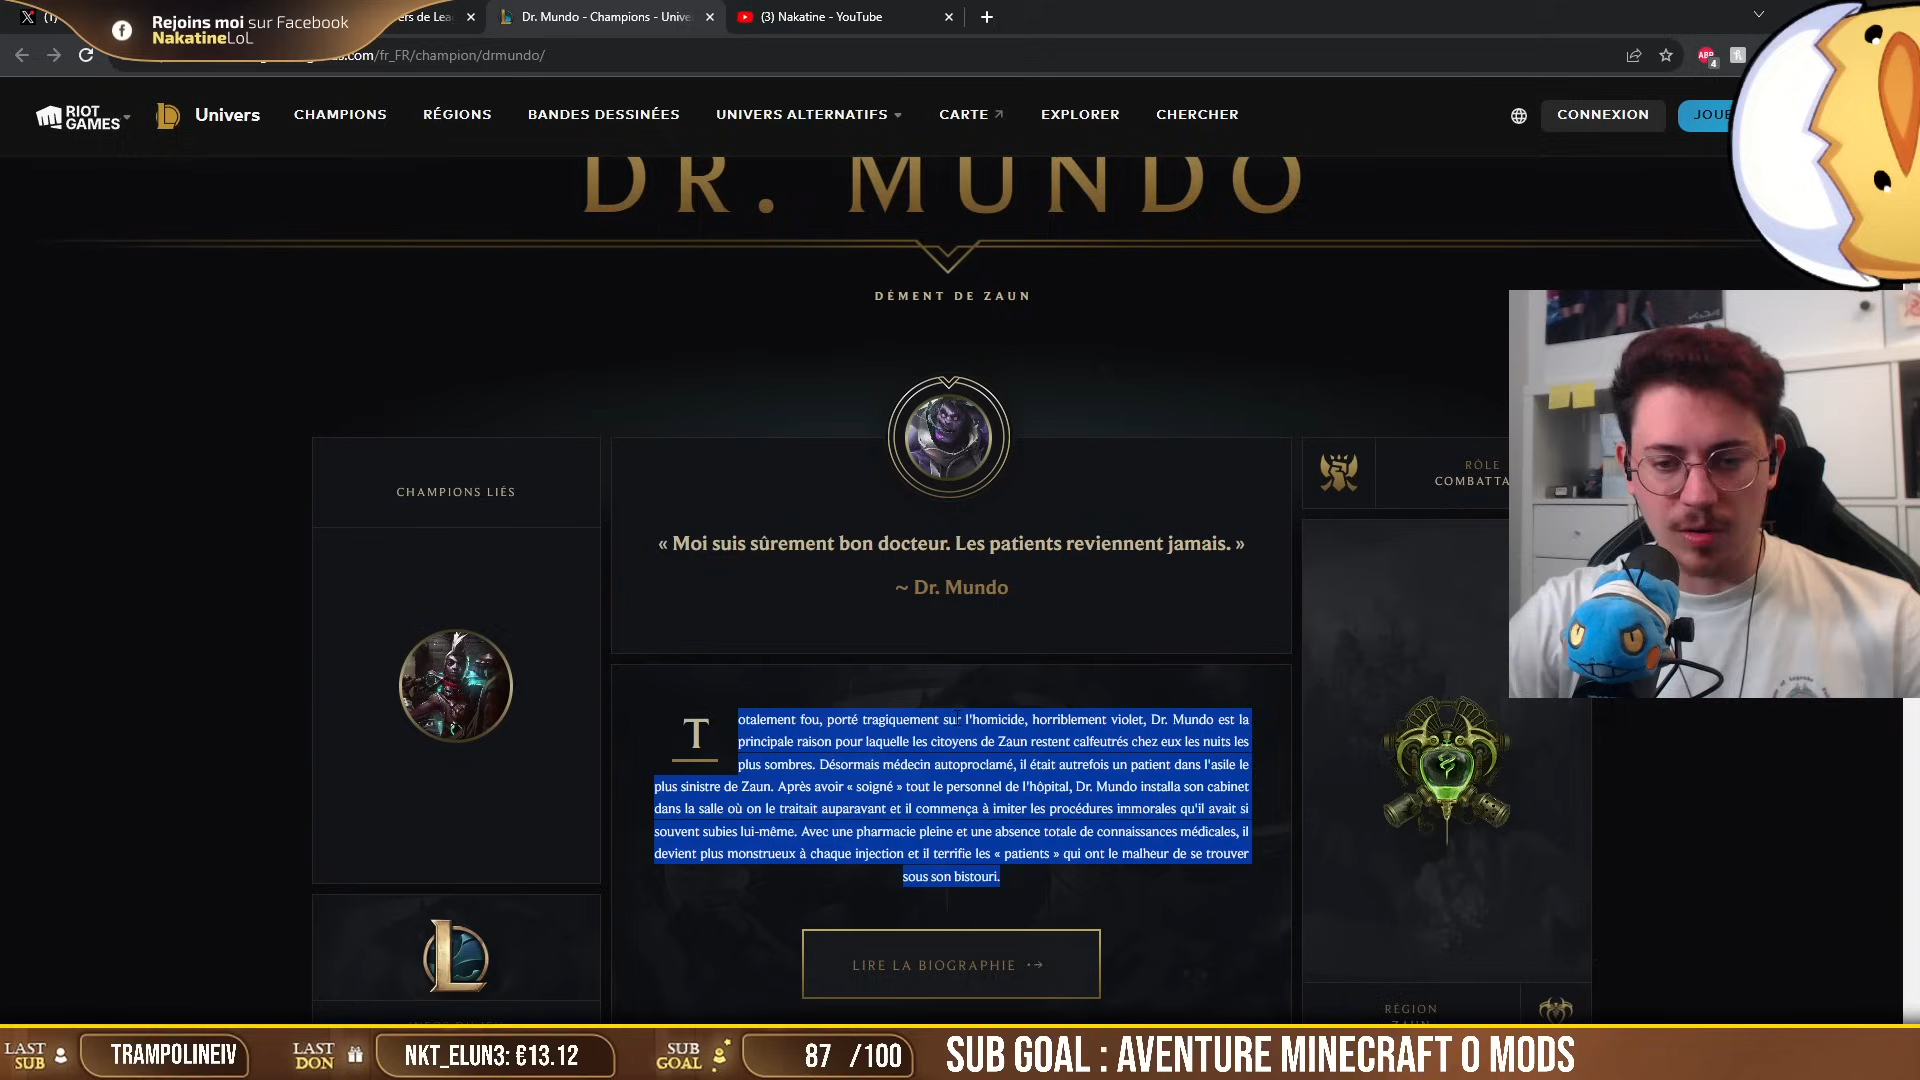 Rejoins moi sur Facebook
NakatineLoL
ers de Lea
Dr. Mundo - Champions - Unive
(3) Nakatine - YouTube
.com/fr_FR/champion/drmundo/
ABP
4
RIOT GAMES
Univers
CHAMPIONS
RÉGIONS
BANDES DESSINÉES
UNIVERS ALTERNATIFS
CARTE
EXPLORER
CHERCHER
CONNEXION
JOUE
DR. MUNDO
DÉMENT DE ZAUN
CHAMPIONS LIÉS
« Moi suis sûrement bon docteur. Les patients reviennent jamais. »
~ Dr. Mundo
RÔLE
COMBATTA
Totalement fou, porté tragiquement sur l'homicide, horriblement violet, Dr. Mundo est la
principale raison pour laquelle les citoyens de Zaun restent calfeutrés chez eux les nuits les
plus sombres. Désormais médecin autoproclamé, il était autrefois un patient dans l'asile le
plus sinistre de Zaun. Après avoir « soigné » tout le personnel de l'hôpital, Dr. Mundo installa son cabinet
dans la salle où on le traitait auparavant et il commença à imiter les procédures immorales qu'il avait si
souvent subies lui-même. Avec une pharmacie pleine et une absence totale de connaissances médicales, il
devient plus monstrueux à chaque injection et il terrifie les « patients » qui ont le malheur de se trouver
sous son bistouri.
LIRE LA BIOGRAPHIE
RÉGION
ZAUN
LAST SUB
TRAMPOLINEIV
LAST DON
NKT_ELUN3: €13.12
SUB GOAL
87 /100
SUB GOAL : AVENTURE MINECRAFT 0 MODS